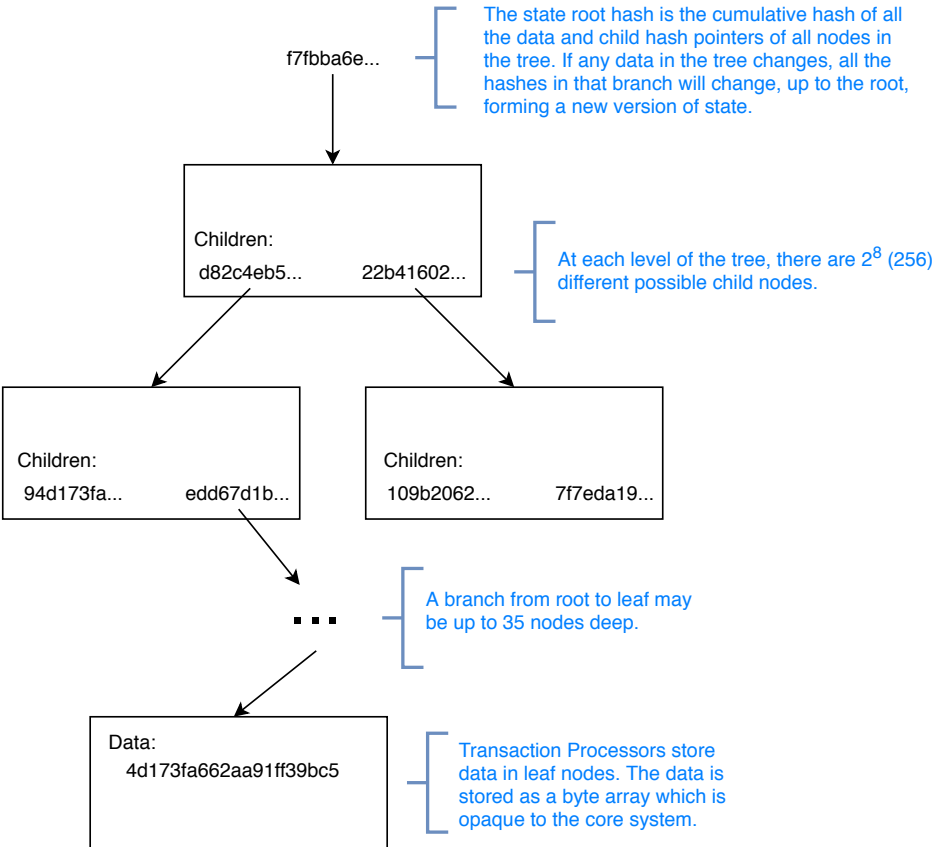 The state root hash is the cumulative hash of all
the data and child hash pointers of all nodes in
the tree. If any data in the tree changes, all the
hashes in that branch will change, up to the root,
forming a new version of state.
f7fbba6e...
Children:
d82c4eb5... 22b41602...
At each level of the tree, there are 2⁸ (256)
different possible child nodes.
Children:
94d173fa... edd67d1b...
Children:
109b2062... 7f7eda19...
...
A branch from root to leaf may
be up to 35 nodes deep.
Data:
4d173fa662aa91ff39bc5
Transaction Processors store
data in leaf nodes. The data is
stored as a byte array which is
opaque to the core system.